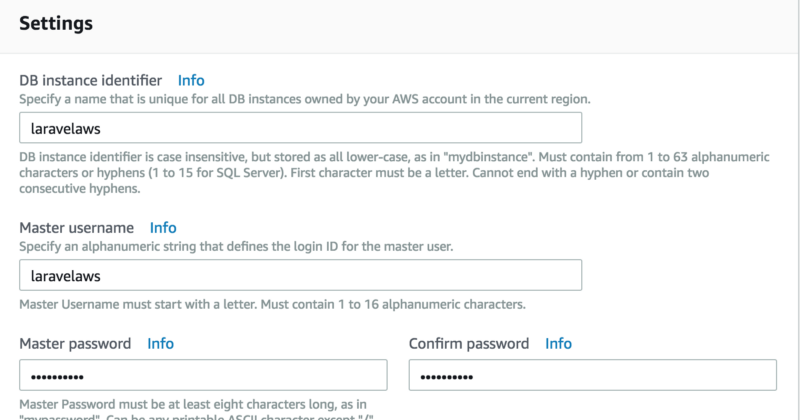 Settings
DB instance identifier Info
Specify a name that is unique for all DB instances owned by your AWS account in the current region.
laravelaws
DB instance identifier is case insensitive, but stored as all lower-case, as in "mydbinstance". Must contain from 1 to 63 alphanumeric
characters or hyphens (1 to 15 for SQL Server). First character must be a letter. Cannot end with a hyphen or contain two
consecutive hyphens.
Master username Info
Specify an alphanumeric string that defines the login ID for the master user.
laravelaws
Master Username must start with a letter. Must contain 1 to 16 alphanumeric characters.
Master password Info Confirm password Info
•••••••••• ••••••••••
Master Password must be at least eight characters long, as in
"mypassword". Can be any printable ASCII character except "/"